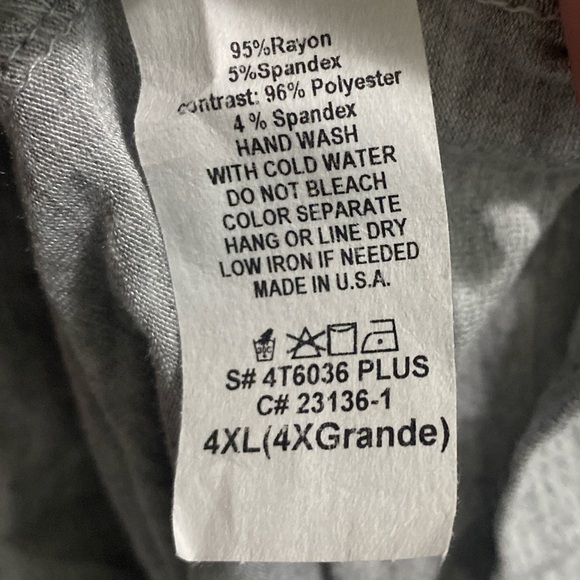 95%Rayon
5%Spandex
contrast: 96% Polyester
4 % Spandex
HAND WASH
WITH COLD WATER
DO NOT BLEACH
COLOR SEPARATE
HANG OR LINE DRY
LOW IRON IF NEEDED
MADE IN U.S.A.
S# 4T6036 PLUS
C# 23136-1
4XL(4XGrande)